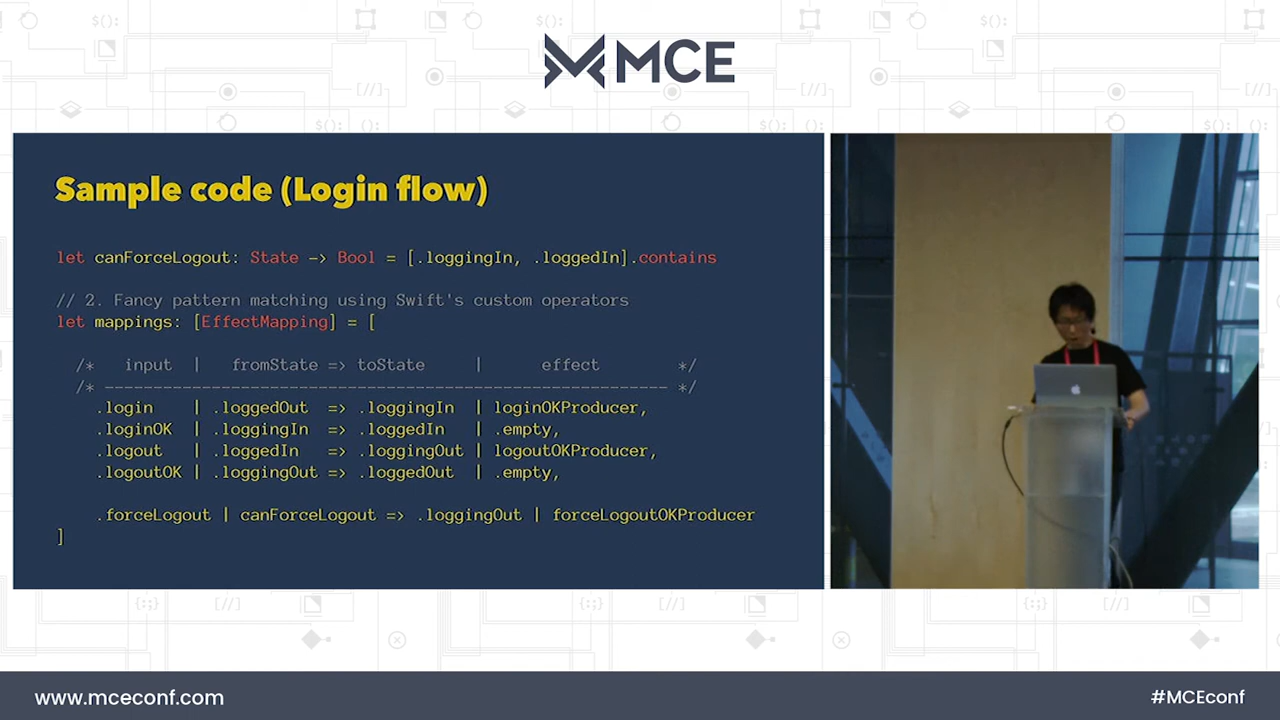 MCE
Sample code (Login flow)
let canForceLogout: State -> Bool = [.loggingIn, .loggedIn].contains
// 2. Fancy pattern matching using Swift's custom operators
let mappings: [EffectMapping] = [
/* input | fromState => toState | effect */
/* ---------------------------------------------------------- */
.login | .loggedOut => .loggingIn | loginOKProducer,
.loginOK | .loggingIn => .loggedIn | .empty,
.logout | .loggedIn => .loggingOut | logoutOKProducer,
.logoutOK | .loggingOut => .loggedOut | .empty,
.forceLogout | canForceLogout => .loggingOut | forceLogoutOKProducer
]
www.mceconf.com
#MCEconf